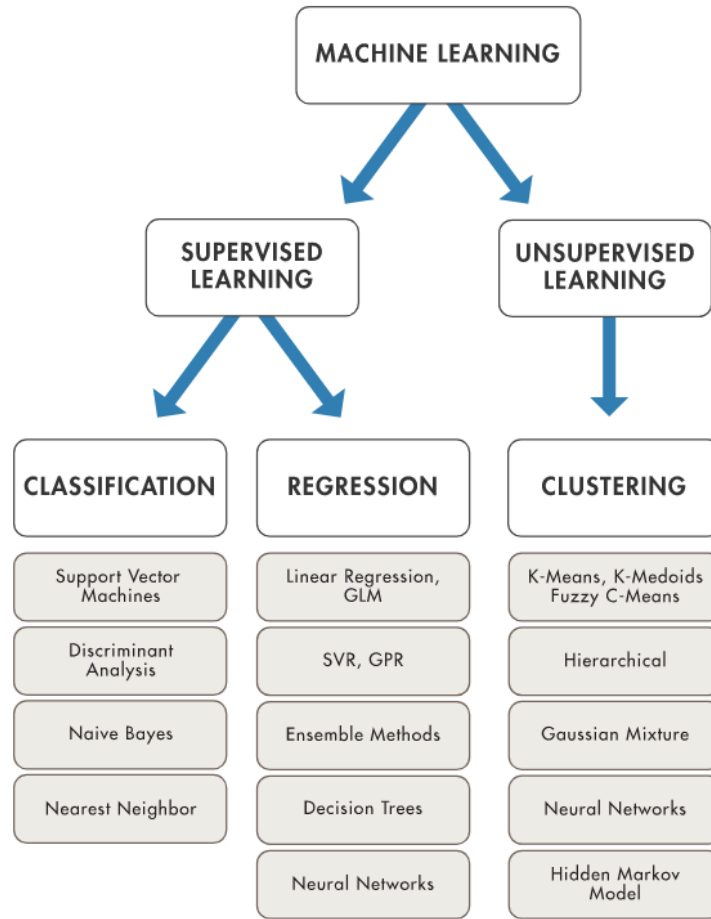 MACHINE LEARNING
SUPERVISED
LEARNING
UNSUPERVISED
LEARNING
CLASSIFICATION
Support Vector
Machines
Discriminant
Analysis
Naive Bayes
Nearest Neighbor
REGRESSION
Linear Regression,
GLM
SVR, GPR
Ensemble Methods
Decision Trees
Neural Networks
CLUSTERING
K-Means, K-Medoids
Fuzzy C-Means
Hierarchical
Gaussian Mixture
Neural Networks
Hidden Markov
Model